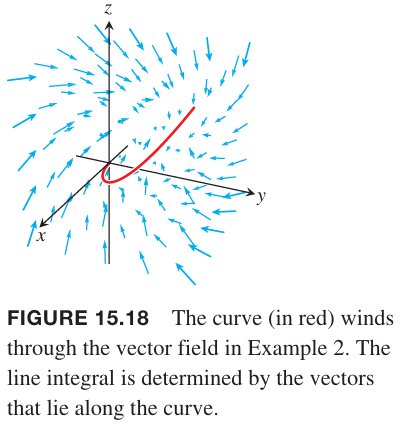 z
y
x
FIGURE 15.18 The curve (in red) winds
through the vector field in Example 2. The
line integral is determined by the vectors
that lie along the curve.